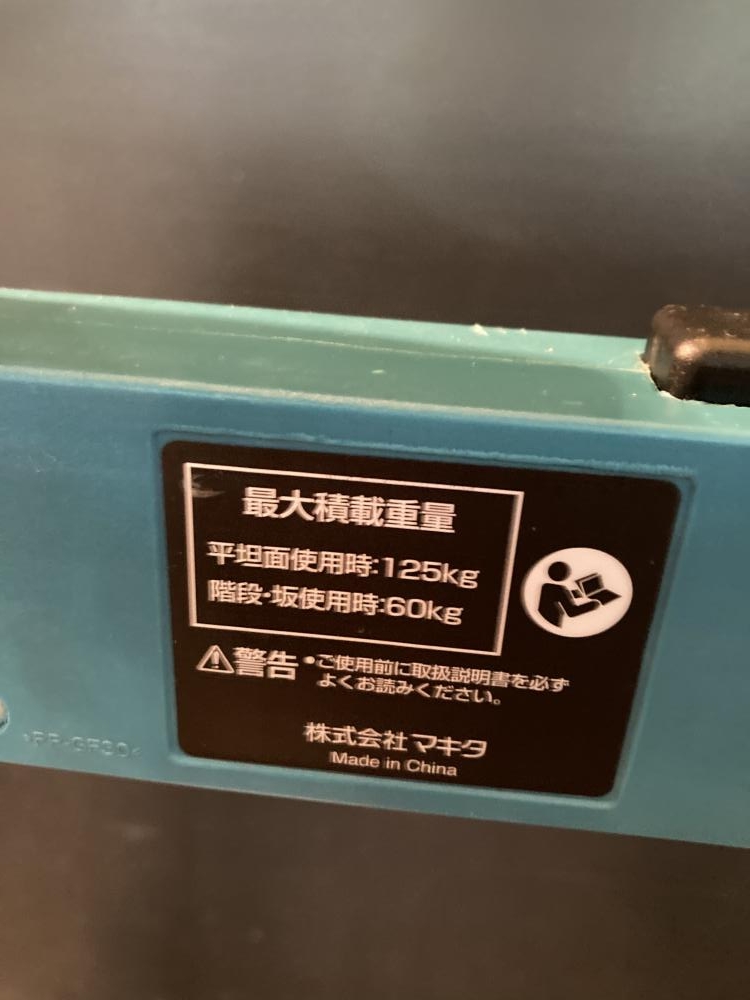 最大積載重量
平坦面使用時:125kg
階段・坂使用時:60kg
⚠警告・ご使用前に取扱説明書を必ず
よくお読みください。
株式会社マキタ
Made in China
>PP-GF30<